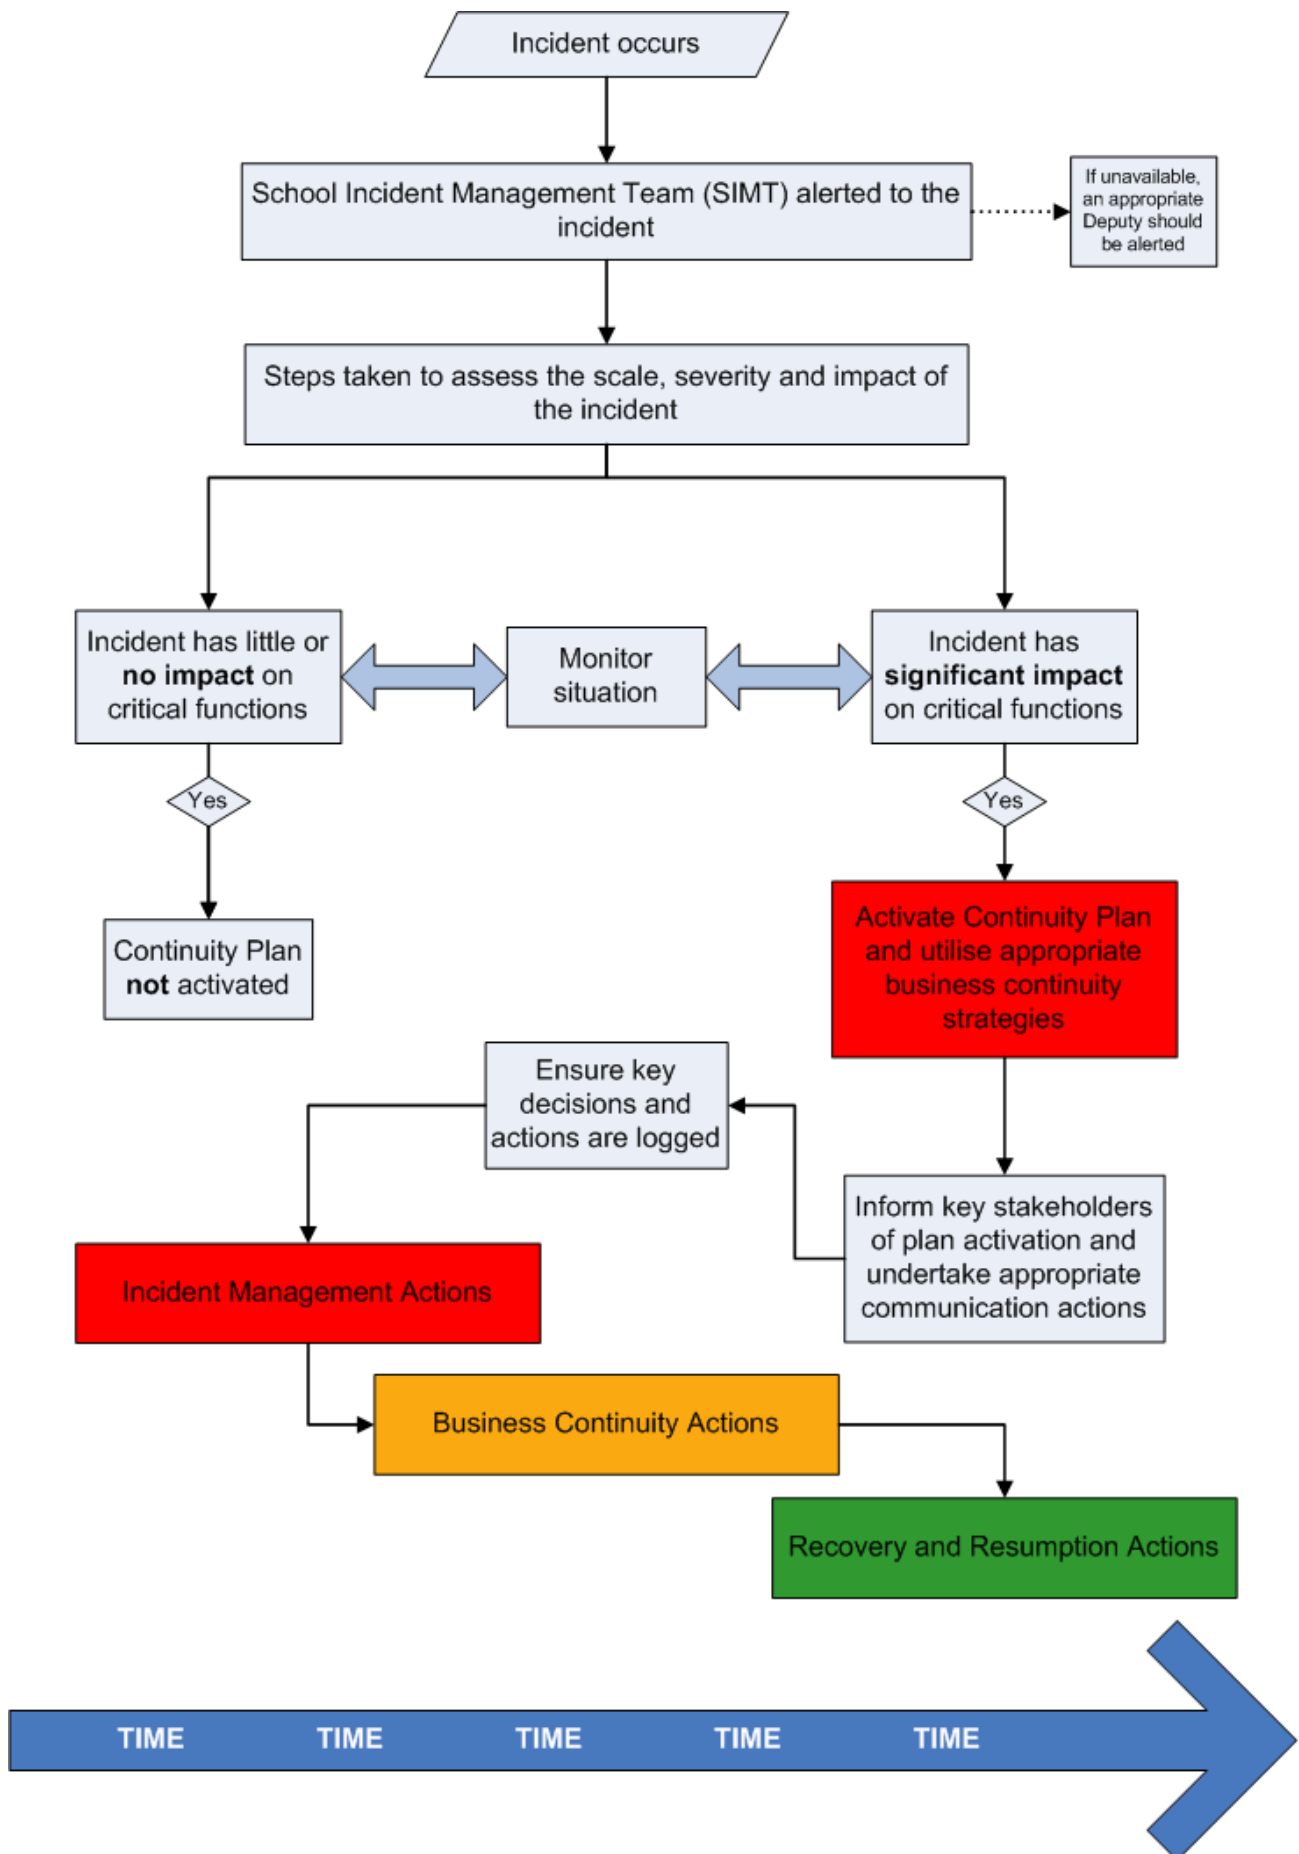 Incident occurs
School Incident Management Team (SIMT) alerted to the
incident
If unavailable,
an appropriate
Deputy should
be alerted
Steps taken to assess the scale, severity and impact of
the incident
Incident has little or
no impact on
critical functions
Monitor
situation
Incident has
significant impact
on critical functions
Yes
Yes
Continuity Plan
not activated
Activate Continuity Plan
and utilise appropriate
business continuity
strategies
Ensure key
decisions and
actions are logged
Inform key stakeholders
of plan activation and
undertake appropriate
communication actions
Incident Management Actions
Business Continuity Actions
Recovery and Resumption Actions
TIME TIME TIME TIME TIME